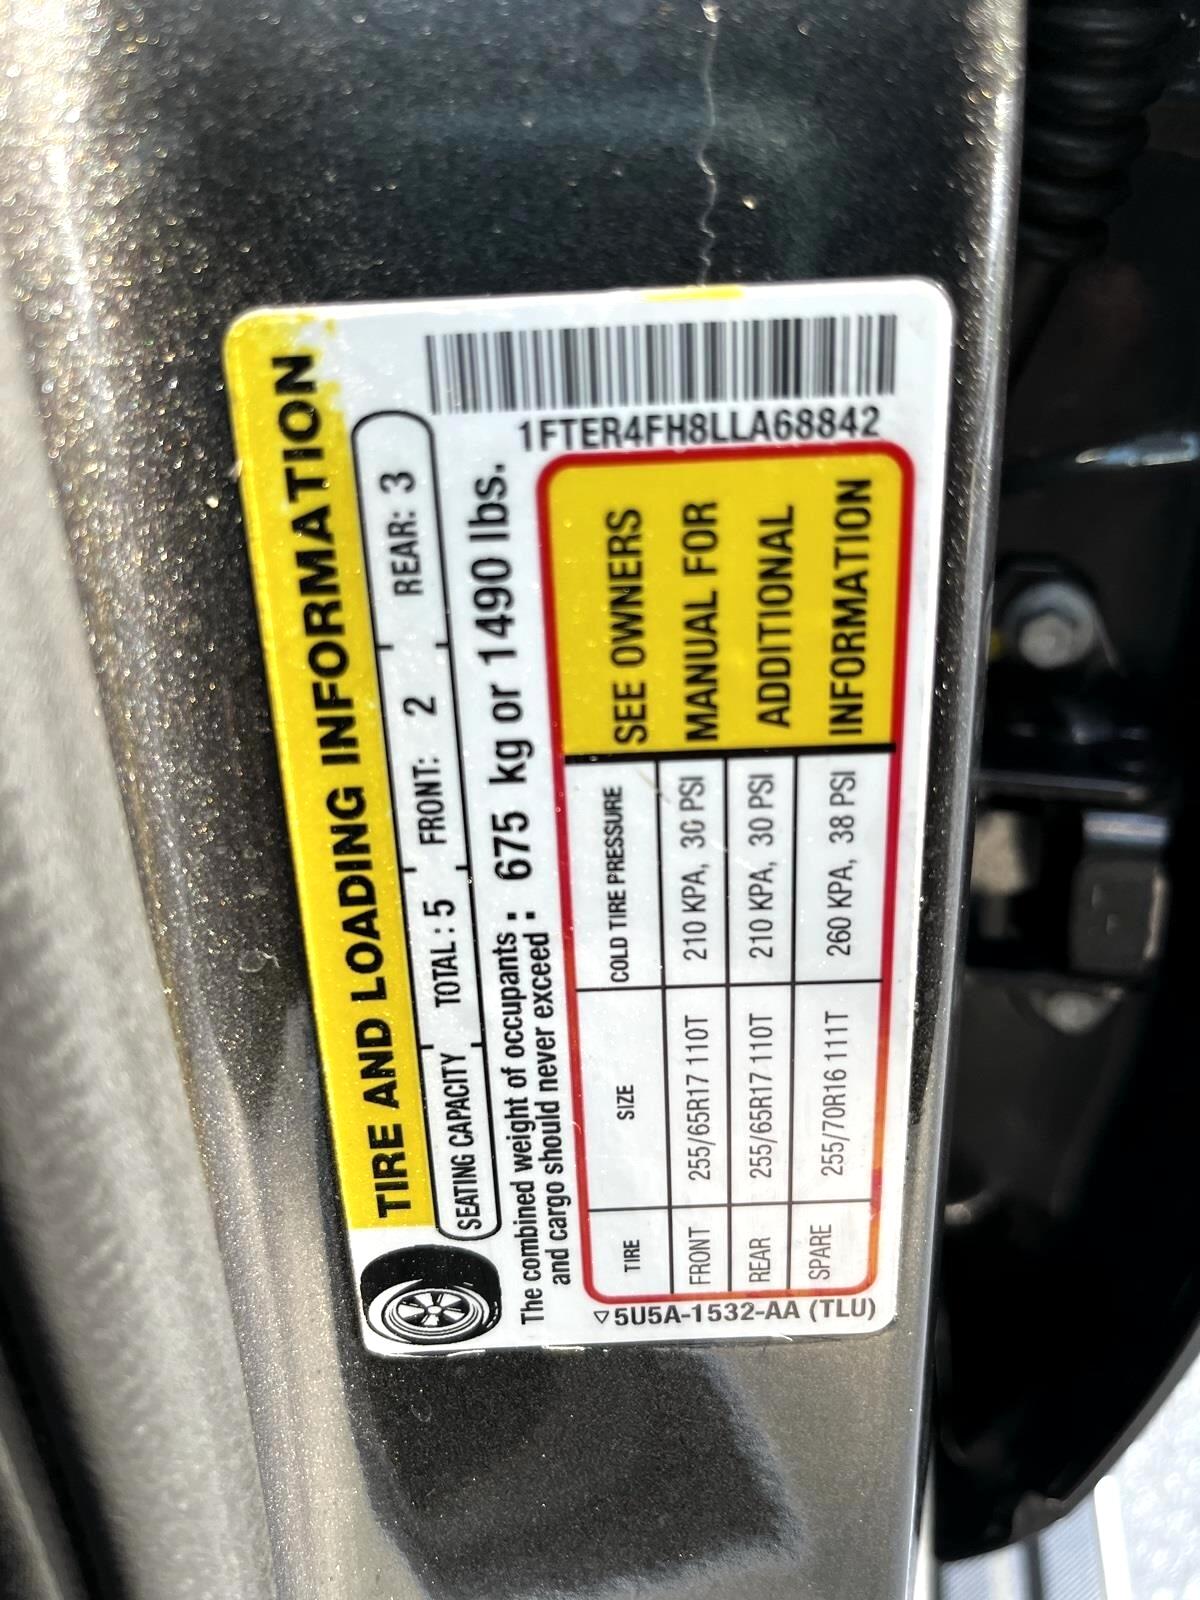 TIRE AND LOADING INFORMATION
SEATING CAPACITY TOTAL: 5 FRONT: 2 REAR: 3
The combined weight of occupants and cargo should never exceed: 675 kg or 1490 lbs.
TIRE SIZE COLD TIRE PRESSURE
FRONT 255/65R17 110T 210 KPA, 30 PSI
REAR 255/65R17 110T 210 KPA, 30 PSI
SPARE 255/70R16 111T 260 KPA, 38 PSI
SEE OWNERS
MANUAL FOR
ADDITIONAL
INFORMATION
5U5A-1532-AA (TLU)
1FTER4FH8LLA68842